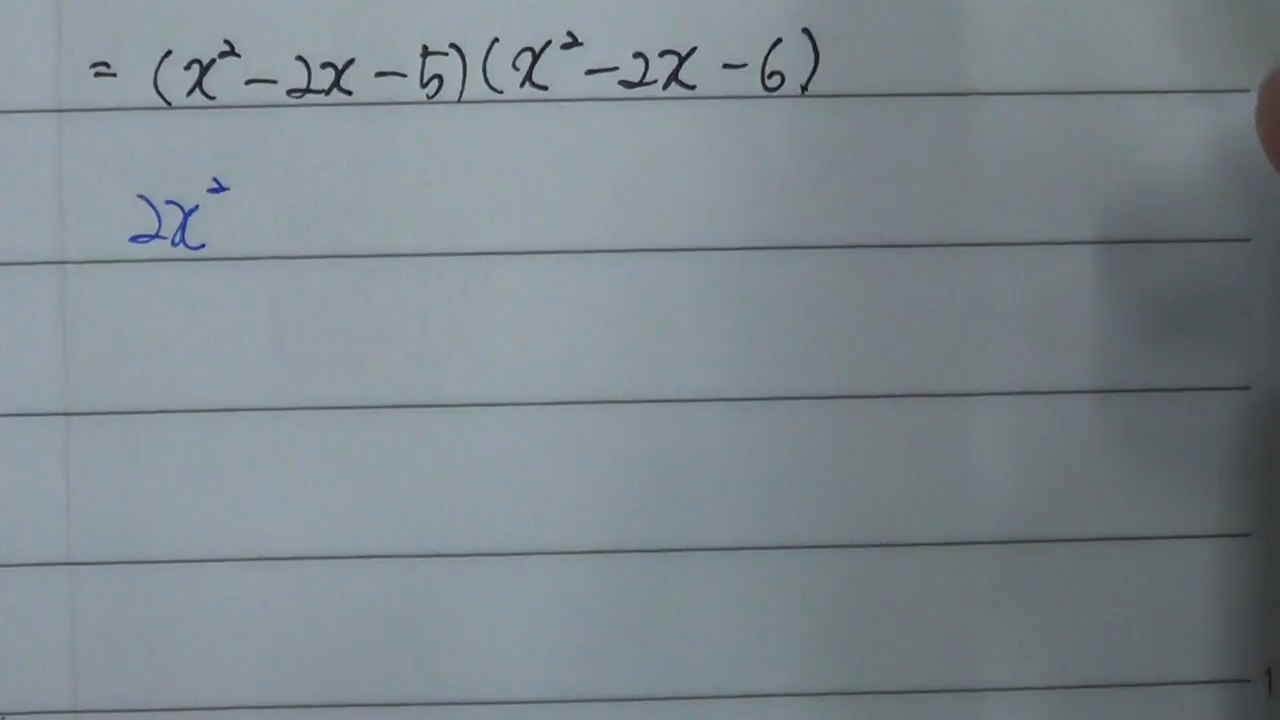 = (x² - 2x - 5)(x² - 2x - 6)
2x²